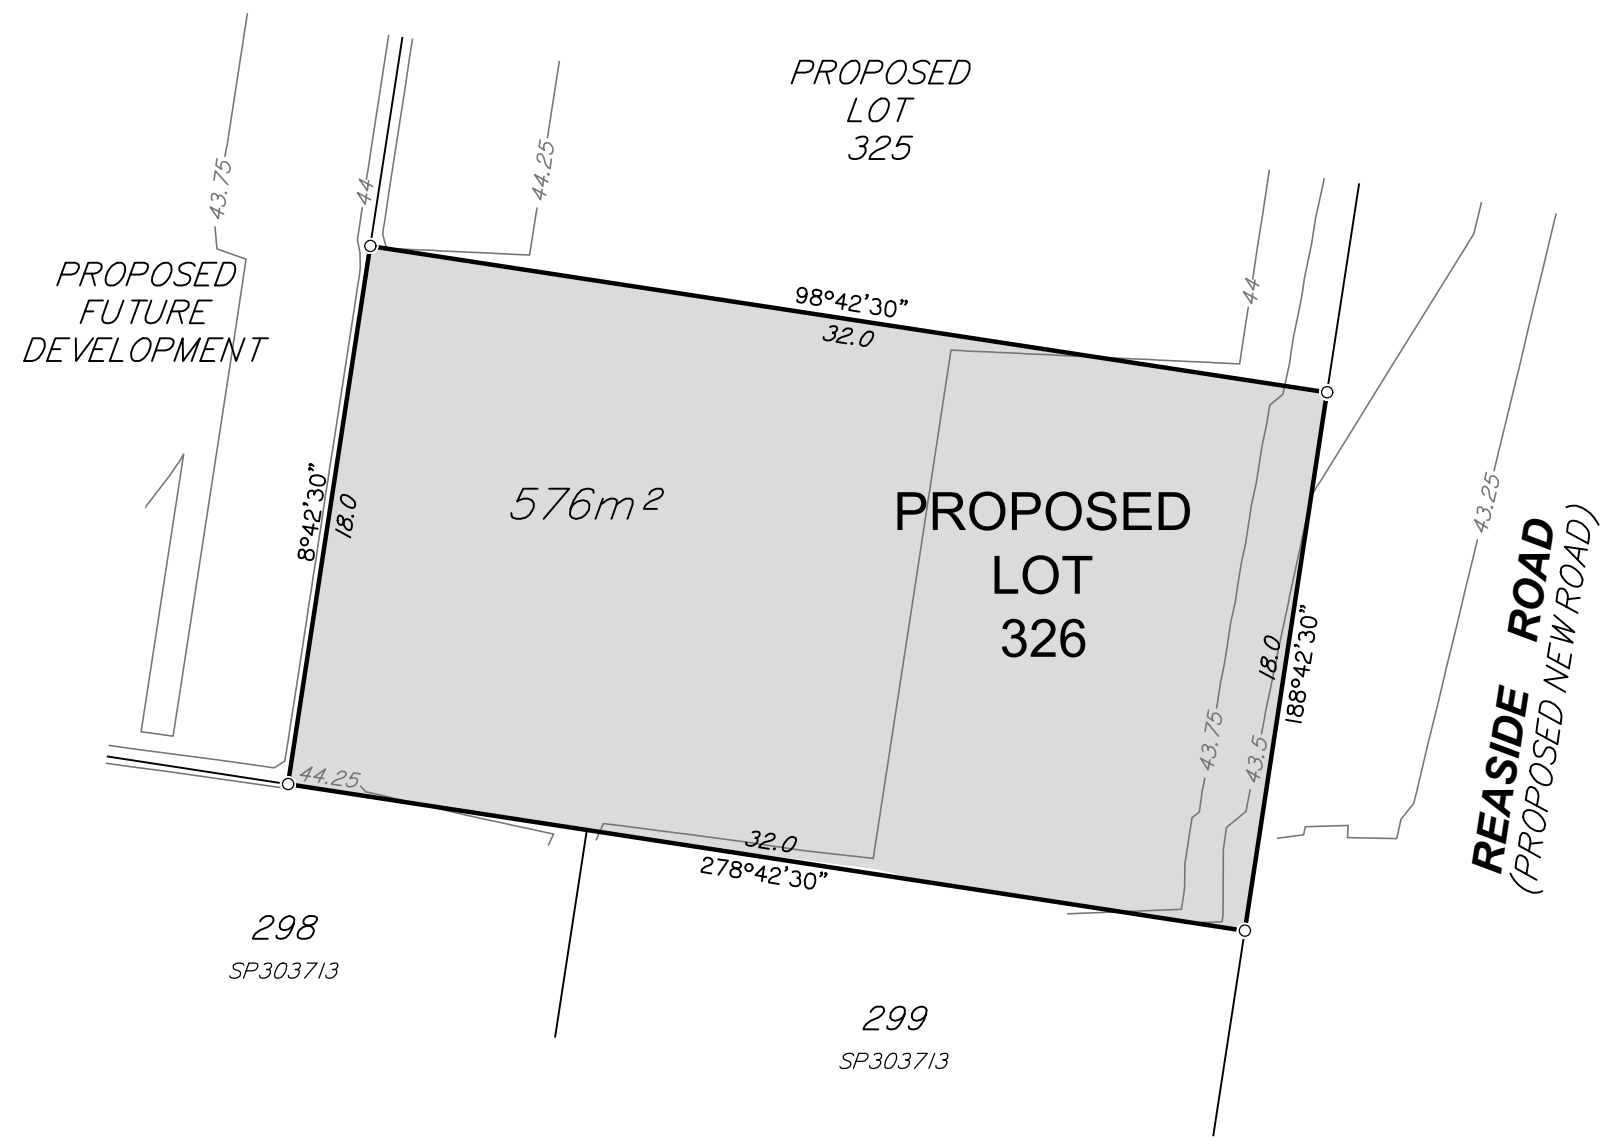 PROPOSED
LOT
325
43.75
44
44.25
PROPOSED
FUTURE
DEVELOPMENT
98°42'30"
32.0
44
8°42'30"
18.0
576m²
PROPOSED
LOT
326
43.25
REASIDE ROAD
(PROPOSED NEW ROAD)
18.0
188°42'30"
43.75
43.5
44.25
32.0
278°42'30"
298
SP303713
299
SP303713